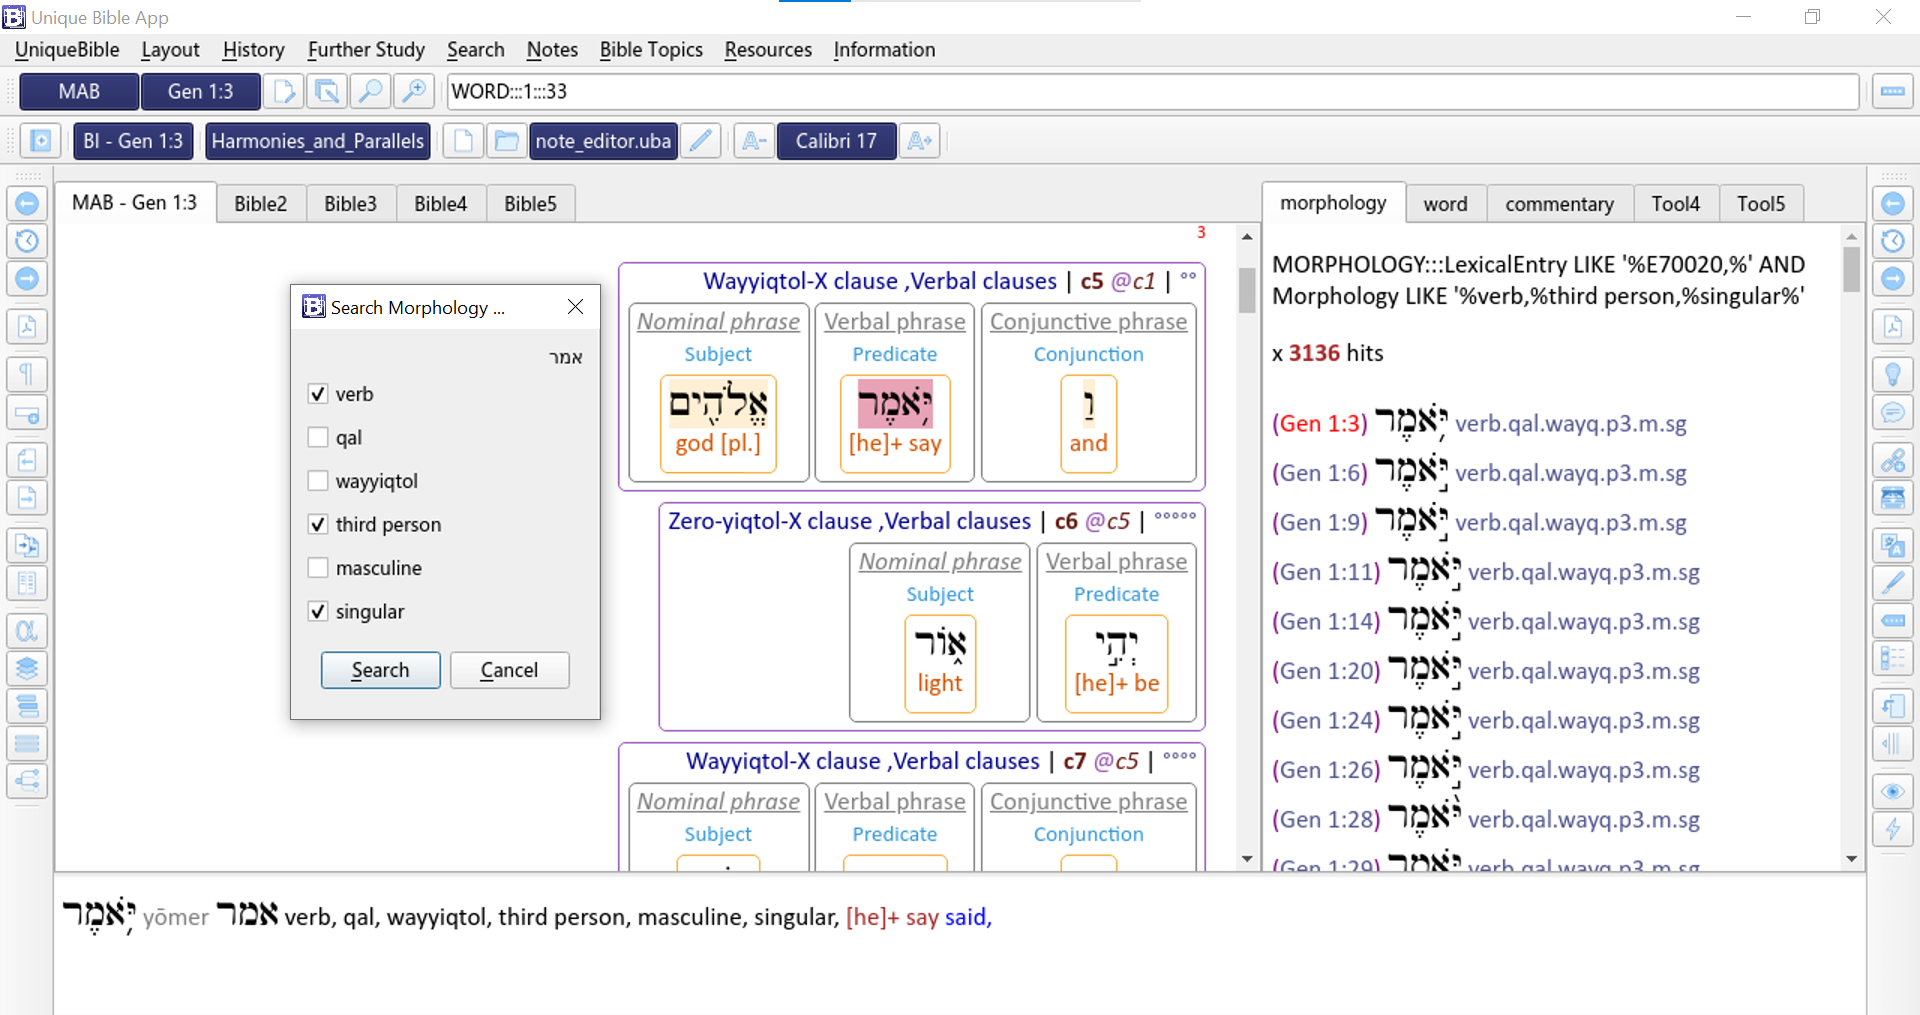 Unique Bible App
UniqueBible Layout History Further Study Search Notes Bible Topics Resources Information
MAB Gen 1:3 WORD:::1:::33
BI - Gen 1:3 Harmonies_and_Parallels note_editor.uba A- Calibri 17 A+
MAB - Gen 1:3 Bible2 Bible3 Bible4 Bible5
3
Wayyiqtol-X clause ,Verbal clauses | c5 @c1 | °°
Nominal phrase Verbal phrase Conjunctive phrase
Subject Predicate Conjunction
אֱלֹהִ֖ים יֹּ֥אמֶר וַ
god [pl.] [he]+ say and
Zero-yiqtol-X clause ,Verbal clauses | c6 @c5 | °°°°°
Nominal phrase Verbal phrase
Subject Predicate
אֹ֑ור יְהִ֣י
light [he]+ be
Wayyiqtol-X clause ,Verbal clauses | c7 @c5 | °°°°
Nominal phrase Verbal phrase Conjunctive phrase
Subject Predicate Conjunction
Search Morphology ...
אמר
verb
qal
wayyiqtol
third person
masculine
singular
Search Cancel
morphology word commentary Tool4 Tool5
MORPHOLOGY:::LexicalEntry LIKE '%E70020,%' AND
Morphology LIKE '%verb,%third person,%singular%'
x 3136 hits
(Gen 1:3) יֹּ֥אמֶר verb.qal.wayq.p3.m.sg
(Gen 1:6) יֹּ֣אמֶר verb.qal.wayq.p3.m.sg
(Gen 1:9) יֹּ֣אמֶר verb.qal.wayq.p3.m.sg
(Gen 1:11) יֹּ֣אמֶר verb.qal.wayq.p3.m.sg
(Gen 1:14) יֹּ֣אמֶר verb.qal.wayq.p3.m.sg
(Gen 1:20) יֹּ֣אמֶר verb.qal.wayq.p3.m.sg
(Gen 1:24) יֹּ֣אמֶר verb.qal.wayq.p3.m.sg
(Gen 1:26) יֹּ֣אמֶר verb.qal.wayq.p3.m.sg
(Gen 1:28) יֹּ֨אמֶר verb.qal.wayq.p3.m.sg
(Gen 1:29) יֹּ֣אמֶר verb.qal.wayq.p3.m.sg
יֹּ֥אמֶר yōmer אמר verb, qal, wayyiqtol, third person, masculine, singular, [he]+ say said,